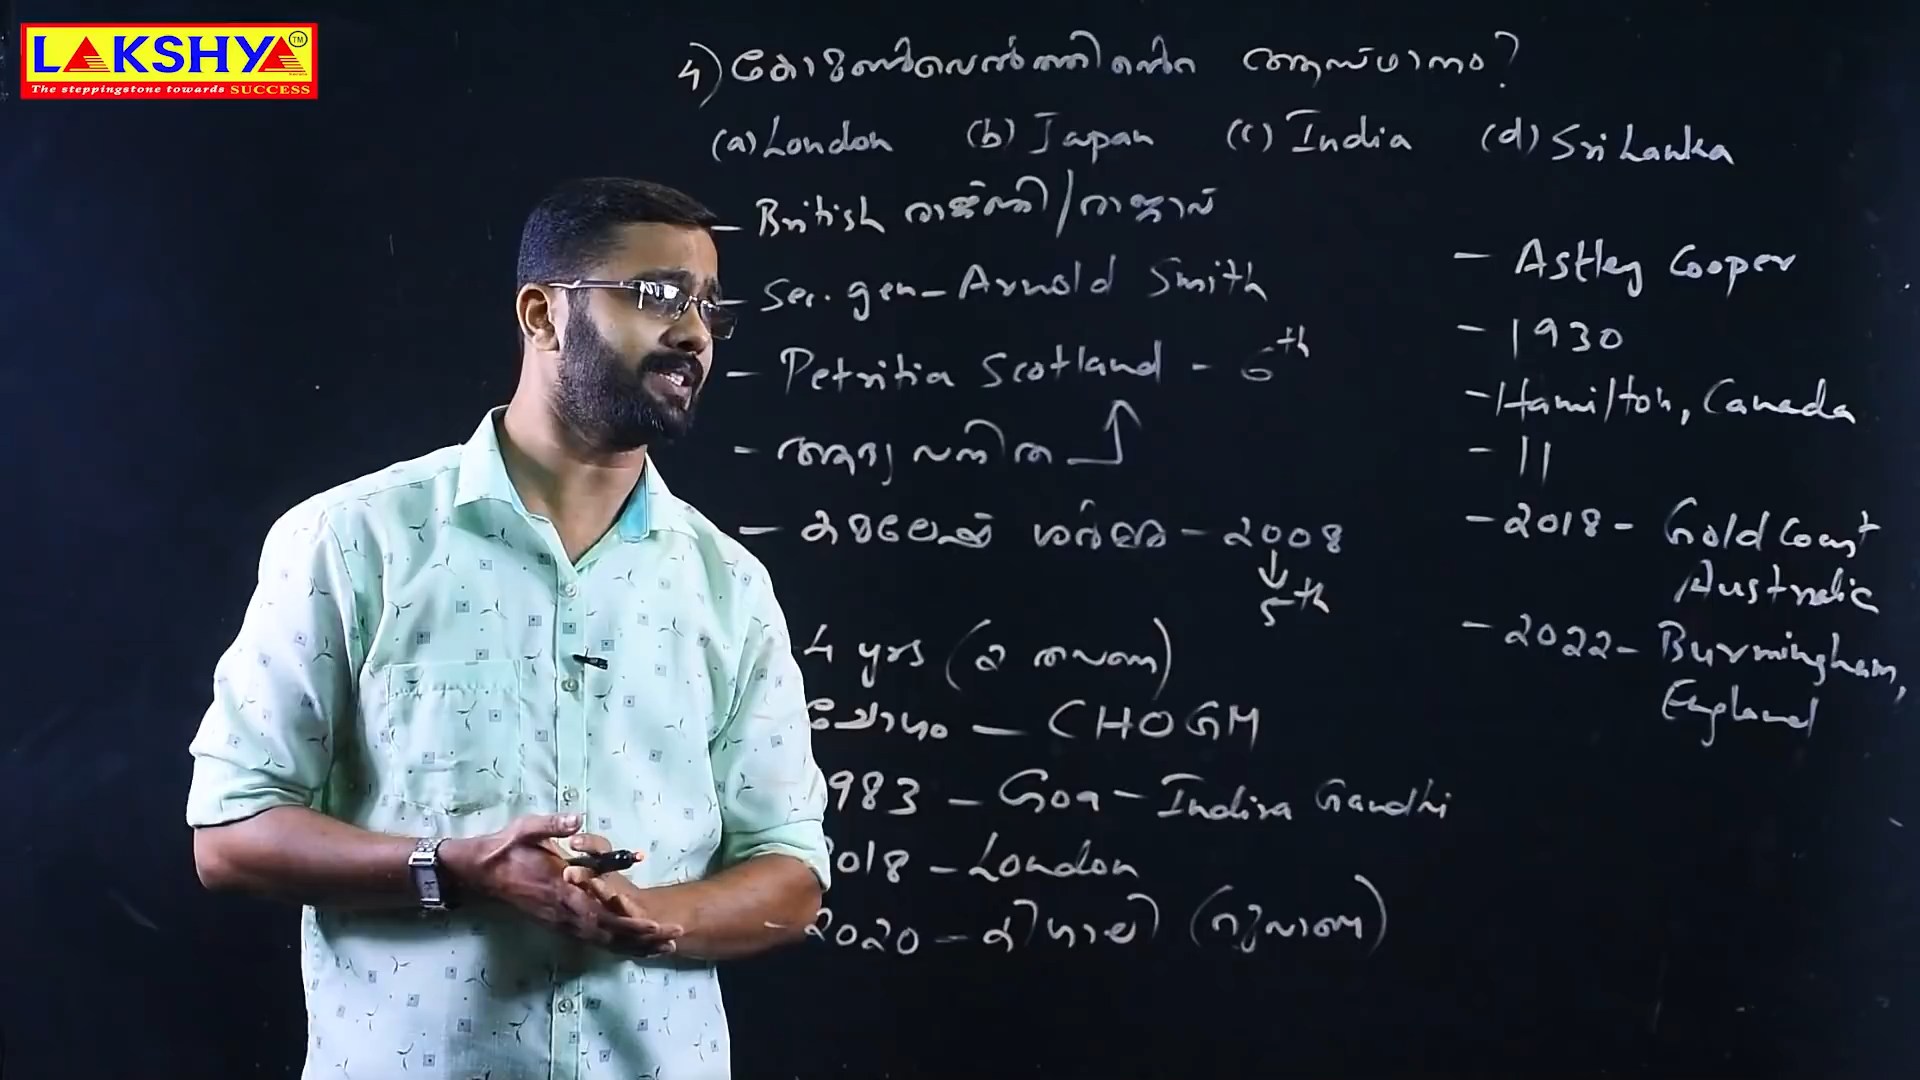 LAKSHYA TM
The steppingstone towards SUCCESS
4) കോമൺവെൽത്തിന്റെ ആസ്ഥാനം?
(a) London (b) Japan (c) India (d) Sri Lanka
- British രാജ്ഞി/രാജാവ്
- Sec. gen - Arnold Smith
- Petritia Scotland - 6th
- ആദ്യ വനിത
- കമലേഷ് ശർമ്മ - 2008
5th
4 yrs (2 തവണ)
യോഗം - CHOGM
1983 - Goa - Indira Gandhi
2018 - London
- 2020 - കിഗാലി (റുവാണ്ട)
- Astley Cooper
- 1930
- Hamilton, Canada
- 11
- 2018 - Gold Coast
Australia
- 2022 - Burmingham,
England